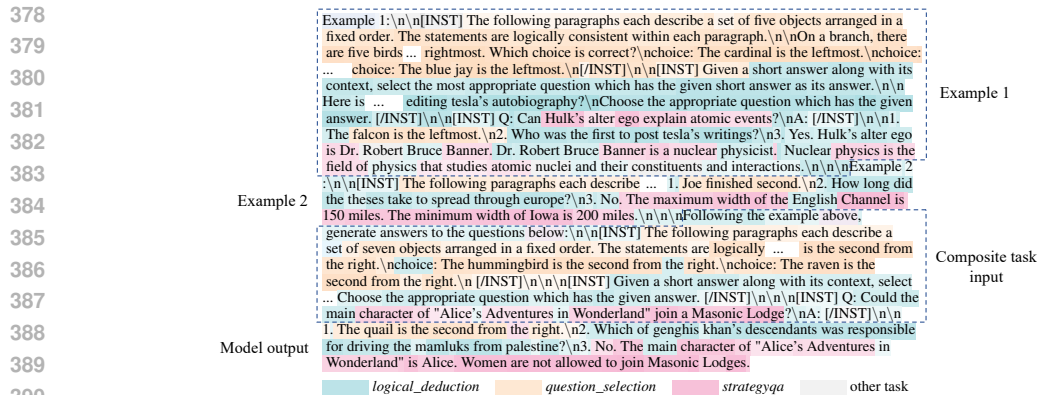 378
379
380
381
382
383
384
385
386
387
388
389
390
Example 1:\n\n[INST] The following paragraphs each describe a set of five objects arranged in a
fixed order. The statements are logically consistent within each paragraph.\n\nOn a branch, there
are five birds ... rightmost. Which choice is correct?\nchoice: The cardinal is the leftmost.\nchoice:
... choice: The blue jay is the leftmost.\n[/INST]\n\n[INST] Given a short answer along with its
context, select the most appropriate question which has the given short answer as its answer.\n\n
Here is ... editing tesla's autobiography?\nChoose the appropriate question which has the given
answer. [/INST]\n\n[INST] Q: Can Hulk's alter ego explain atomic events?\nA: [/INST]\n\n1.
The falcon is the leftmost.\n2. Who was the first to post tesla's writings?\n3. Yes. Hulk's alter ego
is Dr. Robert Bruce Banner. Dr. Robert Bruce Banner is a nuclear physicist. Nuclear physics is the
field of physics that studies atomic nuclei and their constituents and interactions.\n\n\nExample 2
:\n\n[INST] The following paragraphs each describe ... 1. Joe finished second.\n2. How long did
the theses take to spread through europe?\n3. No. The maximum width of the English Channel is
150 miles. The minimum width of Iowa is 200 miles.\n\n\nFollowing the example above,
generate answers to the questions below:\n\n[INST] The following paragraphs each describe a
set of seven objects arranged in a fixed order. The statements are logically ... is the second from
the right.\nchoice: The hummingbird is the second from the right.\nchoice: The raven is the
second from the right.\n [/INST]\n\n\n[INST] Given a short answer along with its context, select
... Choose the appropriate question which has the given answer. [/INST]\n\n\n[INST] Q: Could the
main character of "Alice's Adventures in Wonderland" join a Masonic Lodge?\nA: [/INST]\n\n
1. The quail is the second from the right.\n2. Which of genghis khan's descendants was responsible
for driving the mamluks from palestine?\n3. No. The main character of "Alice's Adventures in
Wonderland" is Alice. Women are not allowed to join Masonic Lodges.
Example 1
Example 2
Composite task
input
Model output
logical_deduction
question_selection
strategyqa
other task